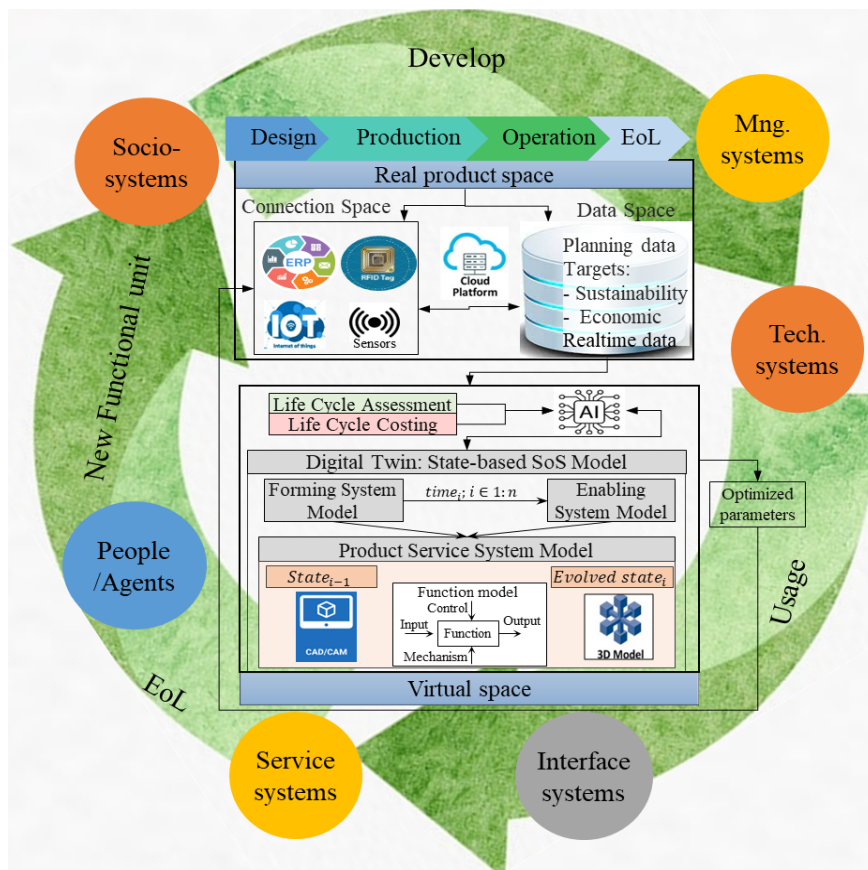 Develop
Socio-
systems
Mng.
systems
Design
Production
Operation
EoL
Real product space
Connection Space
Data Space
ERP
RFID Tag
Cloud
Platform
IOT
Internet of things
Sensors
Planning data
Targets:
- Sustainability
- Economic
Realtime data
Tech.
systems
New Functional unit
Life Cycle Assessment
Life Cycle Costing
AI
Digital Twin: State-based SoS Model
Forming System
Model
time_i; i ∈ 1: n
Enabling
System Model
Optimized
parameters
Product Service System Model
State_{i−1}
Evolved state_i
CAD/CAM
Function model
Control
Input
Function
Output
Mechanism
3D Model
Virtual space
People
/Agents
Usage
EoL
Service
systems
Interface
systems